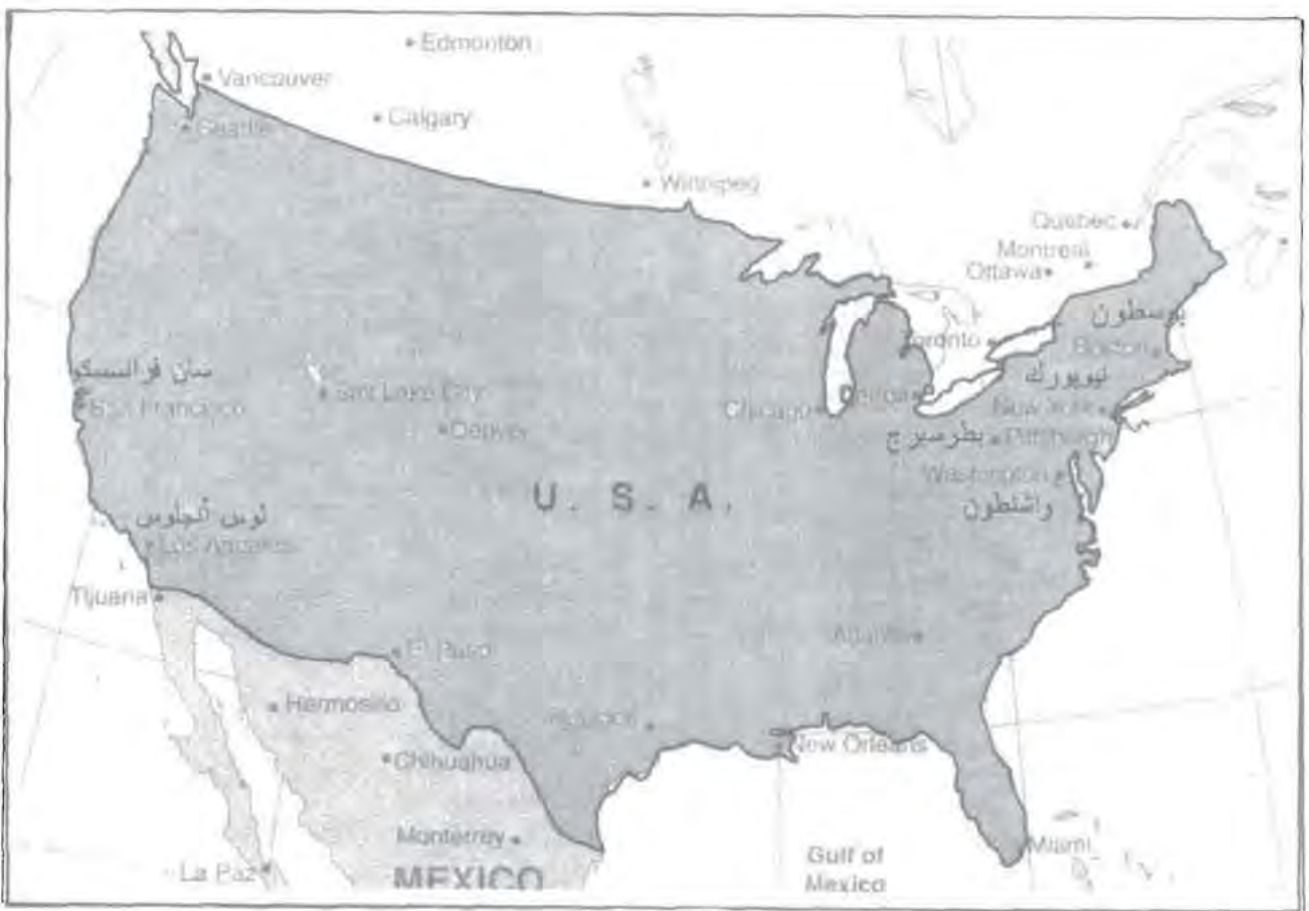 Edmonton
Vancouver
Calgary
Seattle
Winnipeg
Quebec
Montreal
Ottawa
بوسطون
Toronto
Boston
سان فرانسسكو
نيويورك
Salt Lake City
Detroit
San Francisco
Chicago
New York
Denver
بطرسبرج
Pittsburgh
Washington
U. S. A.
واشنطون
لوس أنجلوس
Los Angeles
Tijuana
Atlanta
El Paso
Hermosillo
Houston
New Orleans
Chihuahua
Monterrey
Miami
Gulf of
Mexico
La Paz
MEXICO